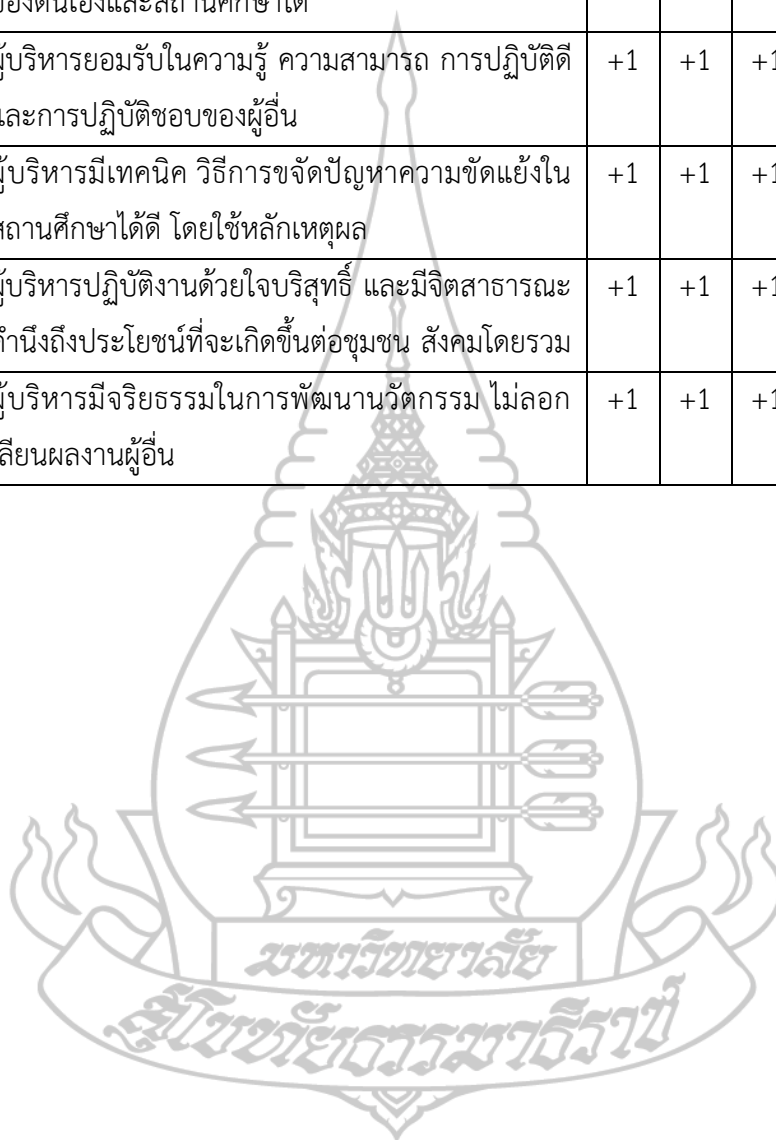 ของตนเองและสถานศึกษาได้
ผู้บริหารยอมรับในความรู้ ความสามารถ การปฏิบัติดี +1 +1 +1
และการปฏิบัติชอบของผู้อื่น
ผู้บริหารมีเทคนิค วิธีการขจัดปัญหาความขัดแย้งใน +1 +1 +1
สถานศึกษาได้ดี โดยใช้หลักเหตุผล
ผู้บริหารปฏิบัติงานด้วยใจบริสุทธิ์ และมีจิตสาธารณะ +1 +1 +1
คำนึงถึงประโยชน์ที่จะเกิดขึ้นต่อชุมชน สังคมโดยรวม
ผู้บริหารมีจริยธรรมในการพัฒนานวัตกรรม ไม่ลอก +1 +1 +1
เลียนผลงานผู้อื่น
มหาวิทยาลัย
สุโขทัยธรรมาธิราช